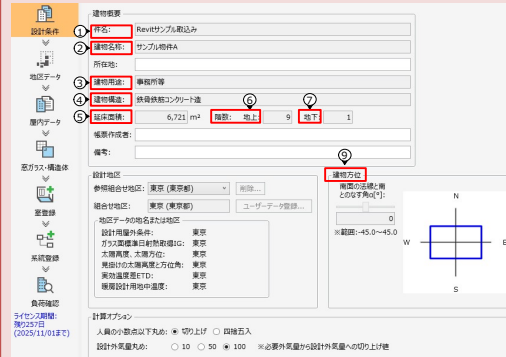 設計条件
地区データ
屋内データ
窓ガラス・構造体
室登録
系統登録
負荷確認
ライセンス期間:
残り257日
(2025/11/01まで)
建物概要
① 件名: Revitサンプル取込み
② 建物名称: サンプル物件A
所在地:
③ 建物用途: 事務所等
④ 建物構造: 鉄骨鉄筋コンクリート造
⑥ ⑦
⑤ 延床面積: 6,721 m² 階数: 地上: 9 地下: 1
帳票作成者:
備考:
設計地区
参照組合せ地区: 東京 (東京都) 削除...
組合せ地区: 東京 (東京都) ユーザーデータ登録...
地区データの地名または地区
設計用屋外条件: 東京
ガラス面標準日射熱取得IG: 東京
太陽高度、太陽方位: 東京
見掛けの太陽高度と方位角: 東京
実効温度差ETD: 東京
暖房設計用地中温度: 東京
⑨
建物方位
南面の法線と南
とのなす角α[°]:
0
※範囲:-45.0~45.0
N
W E
S
計算オプション
人員の小数点以下丸め: 切り上げ 四捨五入
設計外気量丸め: 10 50 100 ※必要外気量から設計外気量への切り上げ値